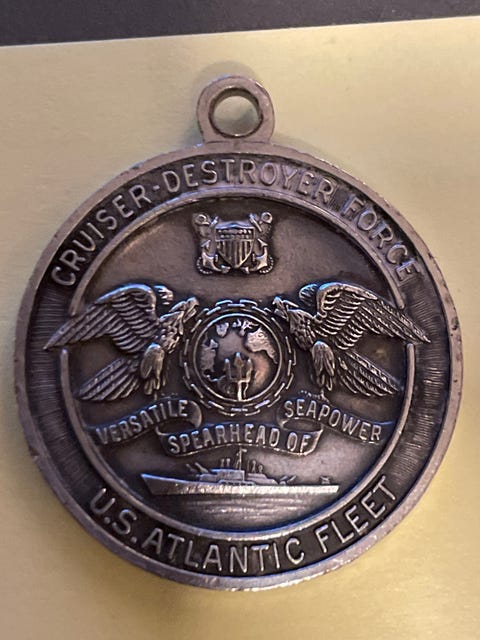 CRUISER-DESTROYER FORCE
VERSATILE SPEARHEAD OF SEAPOWER
U.S. ATLANTIC FLEET